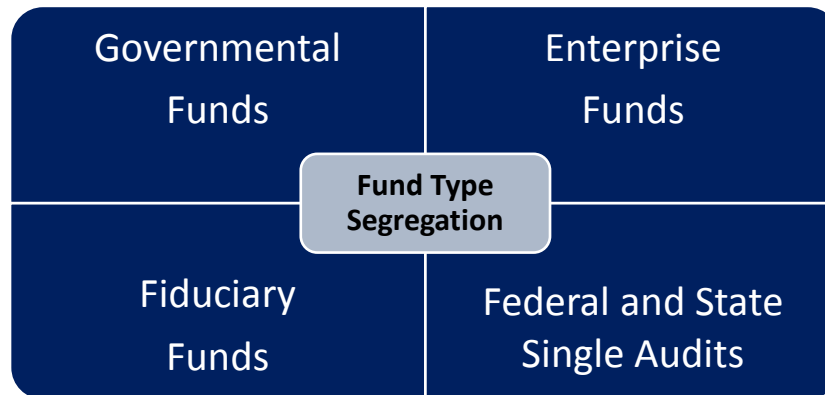 Governmental
Funds
Enterprise
Funds
Fund Type
Segregation
Fiduciary
Funds
Federal and State
Single Audits